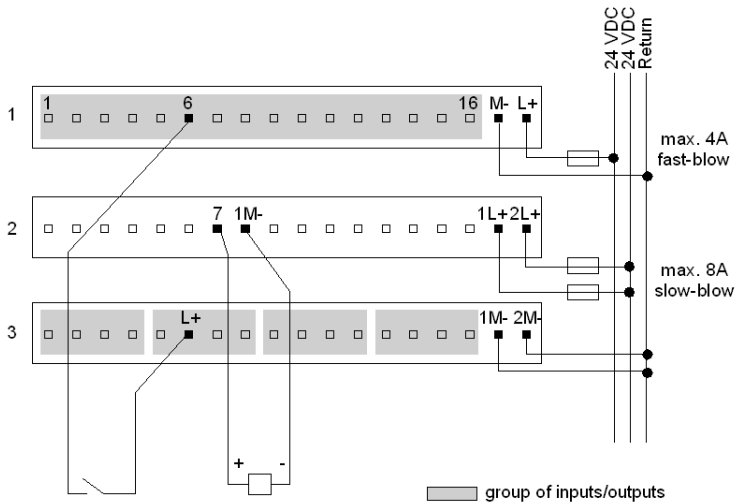 24 VDC
24 VDC
Return
1
1
6
16
M-
L+
max. 4A
fast-blow
2
7
1M-
1L+
2L+
max. 8A
slow-blow
3
L+
1M-
2M-
+
-
group of inputs/outputs